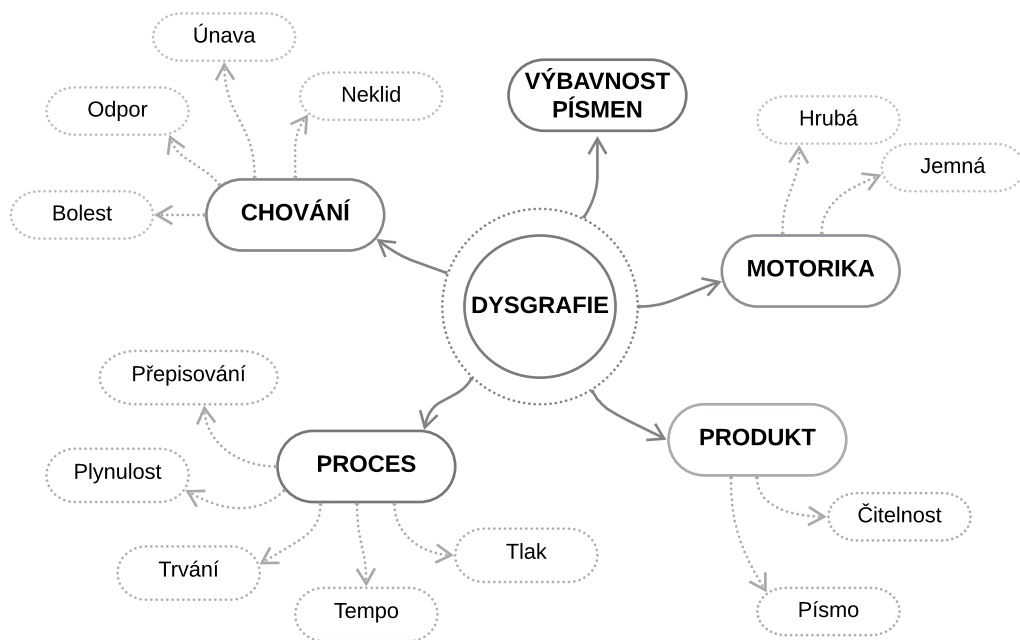 Únava
Neklid
Odpor
Bolest
CHOVÁNÍ
VÝBAVNOST
PÍSMEN
Hrubá
Jemná
MOTORIKA
DYSGRAFIE
Přepisování
Plynulost
PROCES
Trvání
Tempo
Tlak
PRODUKT
Čitelnost
Písmo